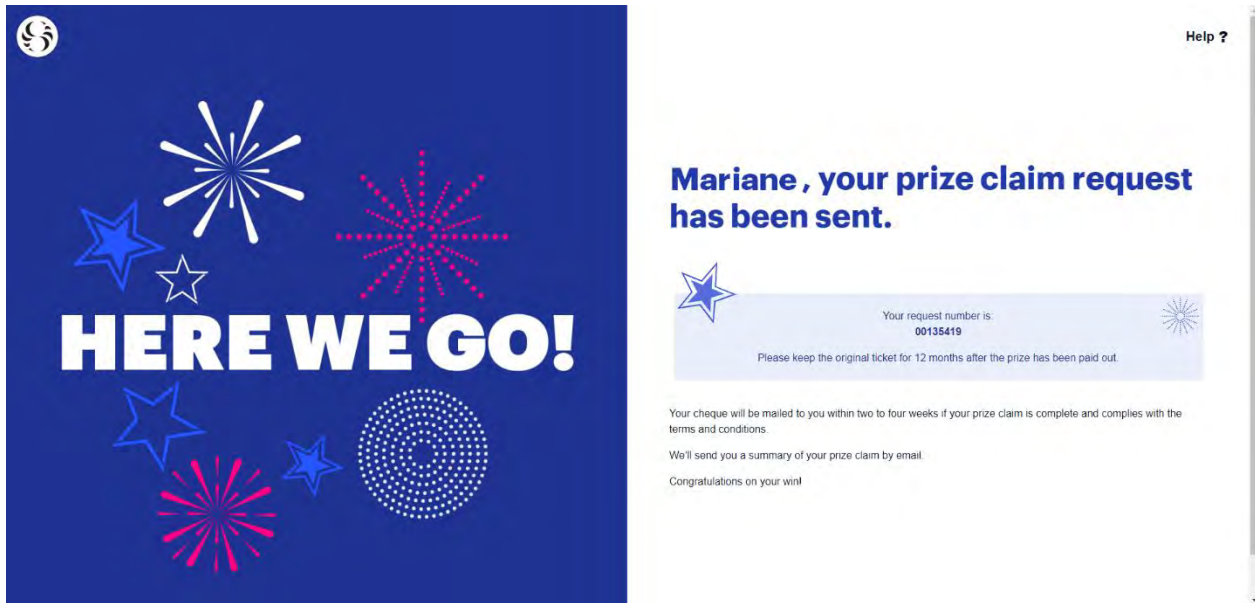 Help ?
HERE WE GO!
Mariane , your prize claim request
has been sent.
Your request number is:
00135419
Please keep the original ticket for 12 months after the prize has been paid out.
Your cheque will be mailed to you within two to four weeks if your prize claim is complete and complies with the
terms and conditions.
We'll send you a summary of your prize claim by email.
Congratulations on your win!